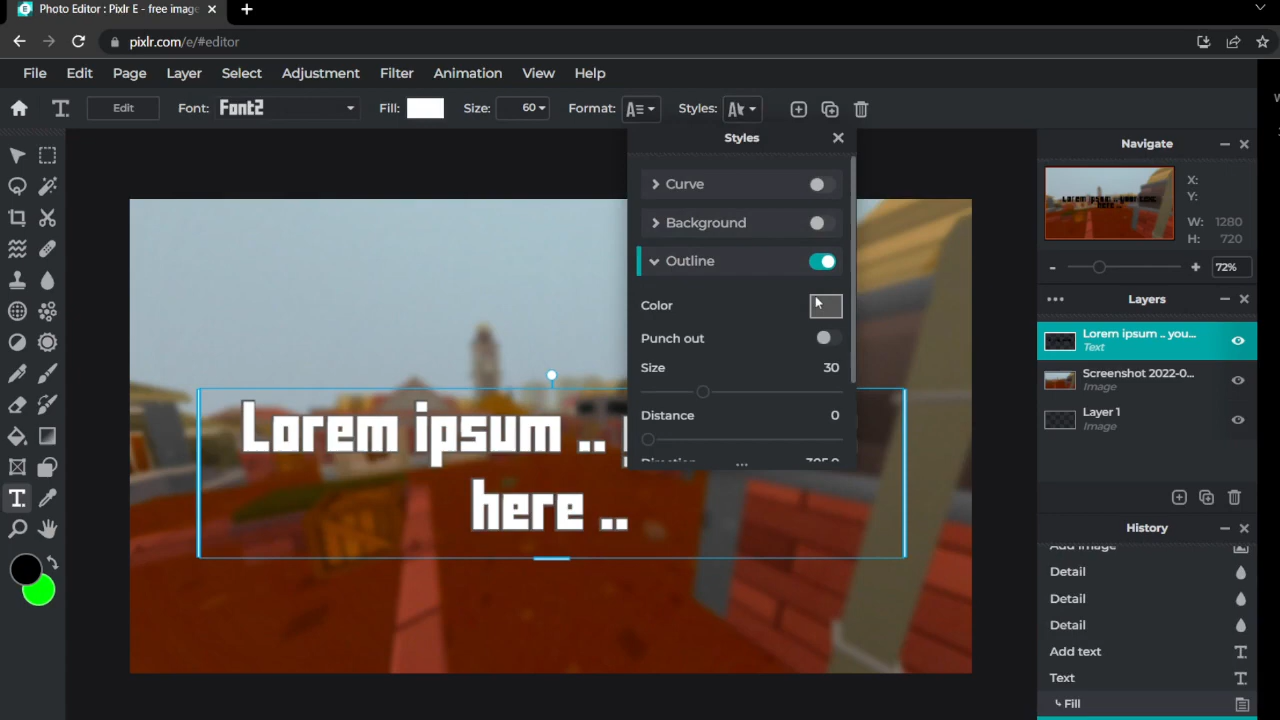 Photo Editor : Pixlr E - free image
pixlr.com/e/#editor
File Edit Page Layer Select Adjustment Filter Animation View Help
Edit Font: Font2 Fill: Size: 60 Format: Styles:
Styles
Curve
Background
Outline
Color
Punch out
Size 30
Distance 0
Direction
Lorem ipsum ..
here ..
Navigate
X:
Y:
W: 1280
H: 720
72%
Layers
Lorem ipsum .. you...
Text
Screenshot 2022-0...
Image
Layer 1
Image
History
Add image
Detail
Detail
Detail
Add text
Text
Fill